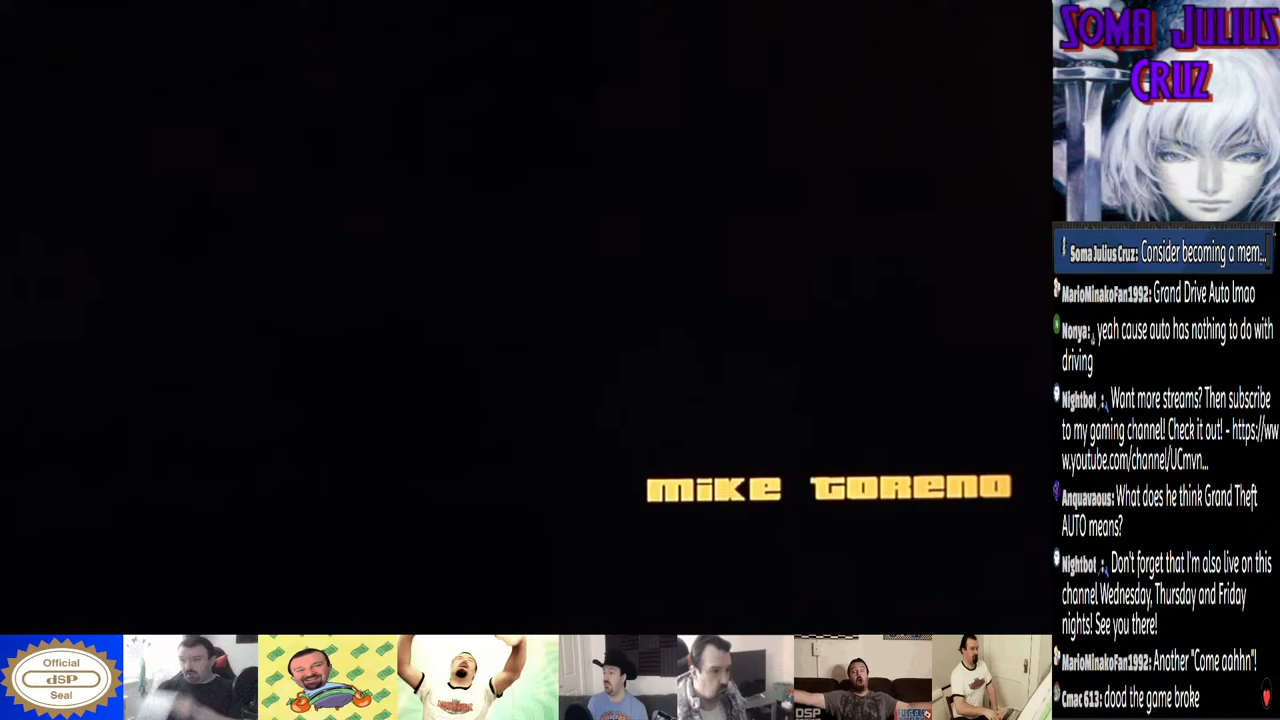 SOMA JULIUS
CRUZ
Soma Julius Cruz: Consider becoming a mem...
MarioMinakoFan1992: Grand Drive Auto lmao
Nonya: yeah cause auto has nothing to do with
driving
Nightbot : Want more streams? Then subscribe
to my gaming channel! Check it out! - https://ww
w.youtube.com/channel/UCmvn...
Anquavaous: What does he think Grand Theft
AUTO means?
MIKE TORENO
Nightbot : Don't forget that I'm also live on this
channel Wednesday, Thursday and Friday
nights! See you there!
MarioMinakoFan1992: Another "Come aahhn"!
Cmac 613: dood the game broke
Official
dSP
Seal
DSP